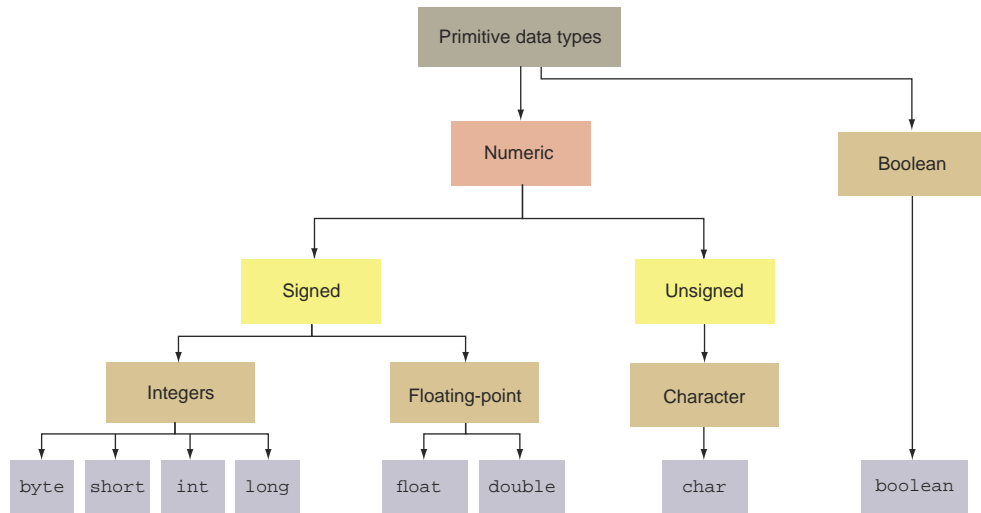 Primitive data types
Numeric
Boolean
Signed
Unsigned
Integers
Floating-point
Character
byte
short
int
long
float
double
char
boolean